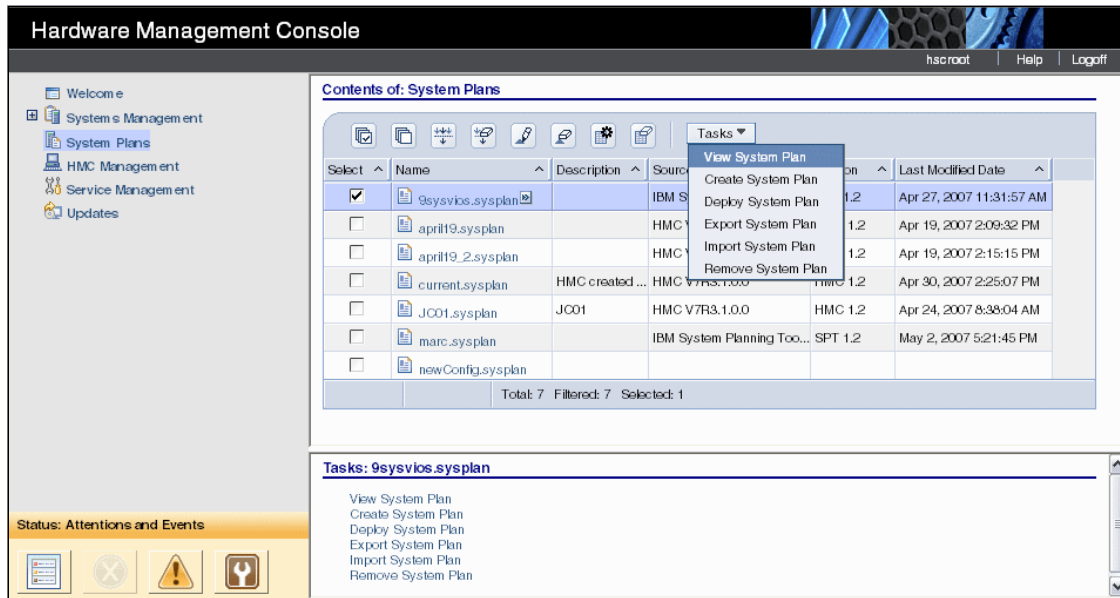 Hardware Management Console
hscroot | Help | Logoff
Welcome
Systems Management
System Plans
HMC Management
Service Management
Updates
Status: Attentions and Events
Contents of: System Plans
Tasks
View System Plan
Create System Plan
Deploy System Plan
Export System Plan
Import System Plan
Remove System Plan
Select Name Description Sourc on Last Modified Date
9sysvios.sysplan IBM S 1.2 Apr 27, 2007 11:31:57 AM
april19.sysplan HMC 1.2 Apr 19, 2007 2:09:32 PM
april19_2.sysplan HMC 1.2 Apr 19, 2007 2:15:15 PM
current.sysplan HMC created ... HMC V7R3.1.0.0 HMC 1.2 Apr 30, 2007 2:25:07 PM
JC01.sysplan JC01 HMC V7R3.1.0.0 HMC 1.2 Apr 24, 2007 8:38:04 AM
marc.sysplan IBM System Planning Too... SPT 1.2 May 2, 2007 5:21:45 PM
newConfig.sysplan
Total: 7 Filtered: 7 Selected: 1
Tasks: 9sysvios.sysplan
View System Plan
Create System Plan
Deploy System Plan
Export System Plan
Import System Plan
Remove System Plan